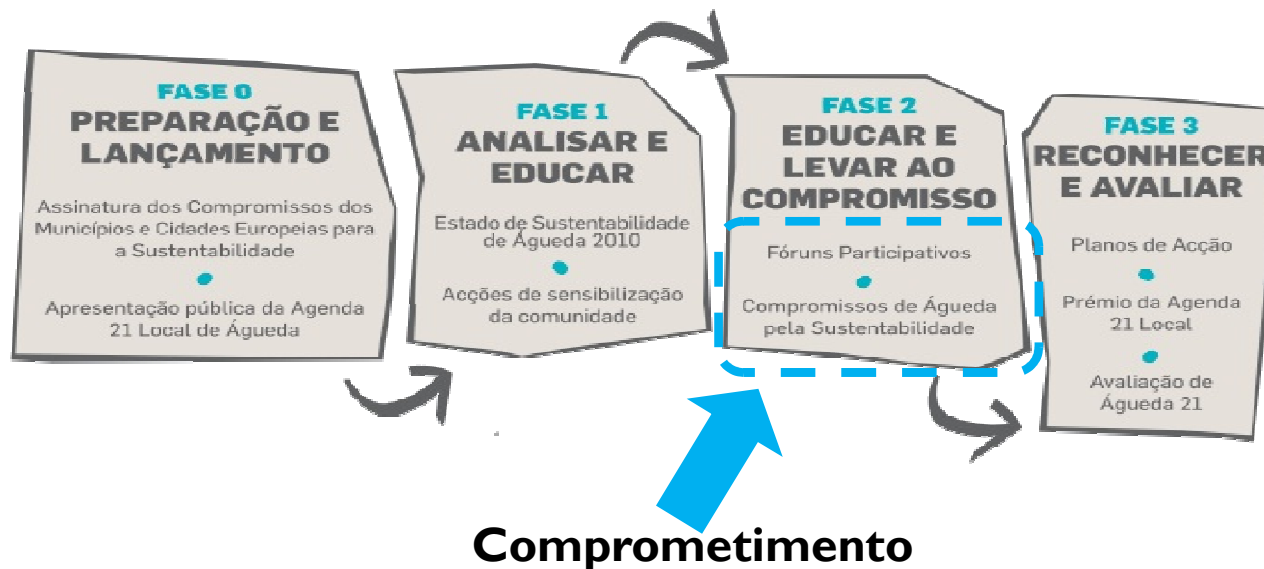 FASE 0
PREPARAÇÃO E
LANÇAMENTO
Assinatura dos Compromissos dos
Municípios e Cidades Europeias para
a Sustentabilidade
Apresentação pública da Agenda
21 Local de Águeda
FASE 1
ANALISAR E
EDUCAR
Estado de Sustentabilidade
de Águeda 2010
Acções de sensibilização
da comunidade
FASE 2
EDUCAR E
LEVAR AO
COMPROMISSO
Fóruns Participativos
Compromissos de Águeda
pela Sustentabilidade
FASE 3
RECONHECER
E AVALIAR
Planos de Acção
Prémio da Agenda
21 Local
Avaliação de
Águeda 21
Comprometimento